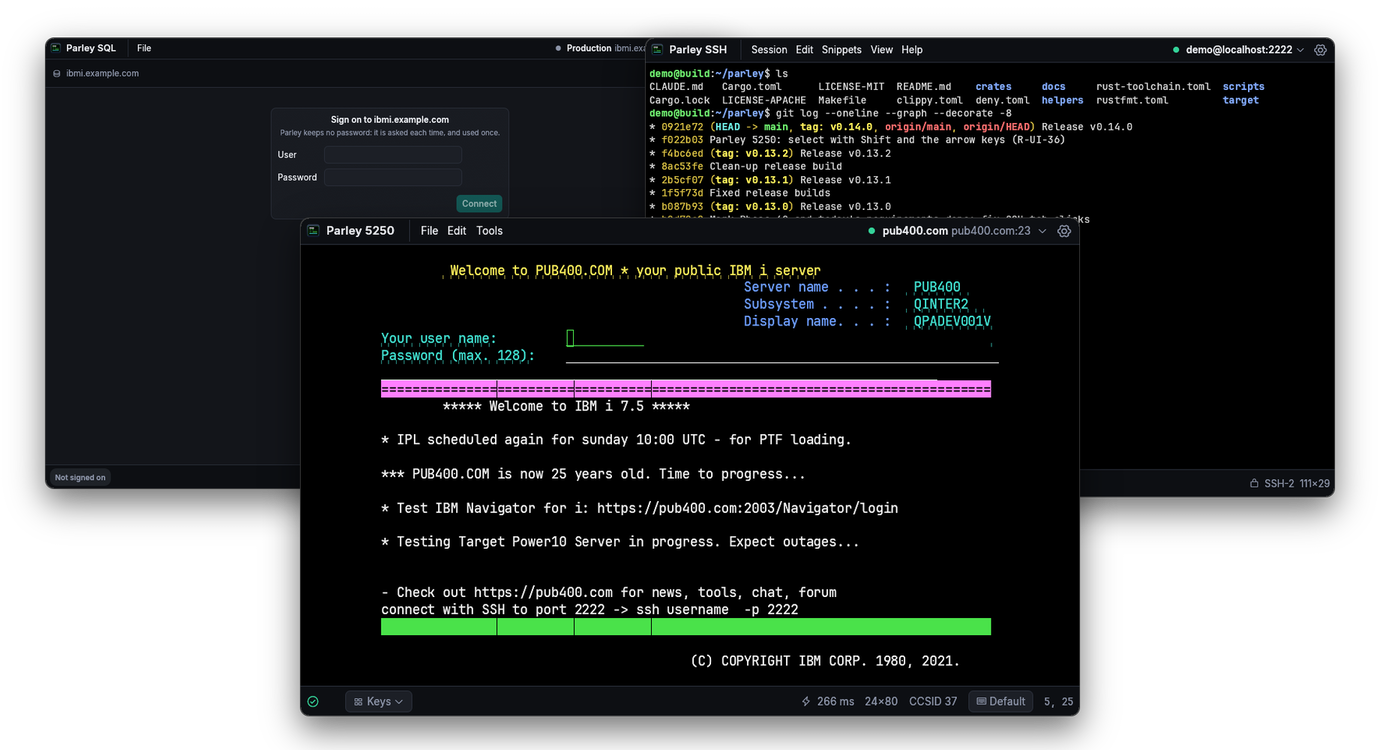 Parley SQL File Production ibmi.exa
ibmi.example.com
Sign on to ibmi.example.com
Parley keeps no password: it is asked each time, and used once.
User
Password
Connect
Not signed on
Parley SSH Session Edit Snippets View Help demo@localhost:2222
demo@build:~/parley$ ls
CLAUDE.md Cargo.toml LICENSE-MIT README.md crates docs rust-toolchain.toml scripts
Cargo.lock LICENSE-APACHE Makefile clippy.toml deny.toml helpers rustfmt.toml target
demo@build:~/parley$ git log --oneline --graph --decorate -8
* 0921e72 (HEAD -> main, tag: v0.14.0, origin/main, origin/HEAD) Release v0.14.0
* f022b03 Parley 5250: select with Shift and the arrow keys (R-UI-36)
* f4bc6ed (tag: v0.13.2) Release v0.13.2
* 8ac53fe Clean-up release build
* 2b5cf07 (tag: v0.13.1) Release v0.13.1
* 1f5f73d Fixed release builds
* b087b93 (tag: v0.13.0) Release v0.13.0
SSH-2 111×29
Parley 5250 File Edit Tools pub400.com pub400.com:23
Welcome to PUB400.COM * your public IBM i server
Server name . . . : PUB400
Subsystem . . . . : QINTER2
Display name. . . : QPADEV001V
Your user name:
Password (max. 128):
===============================================================================
***** Welcome to IBM i 7.5 *****
* IPL scheduled again for sunday 10:00 UTC - for PTF loading.
*** PUB400.COM is now 25 years old. Time to progress...
* Test IBM Navigator for i: https://pub400.com:2003/Navigator/login
* Testing Target Power10 Server in progress. Expect outages...
- Check out https://pub400.com for news, tools, chat, forum
connect with SSH to port 2222 -> ssh username -p 2222
(C) COPYRIGHT IBM CORP. 1980, 2021.
Keys 266 ms 24×80 CCSID 37 Default 5, 25